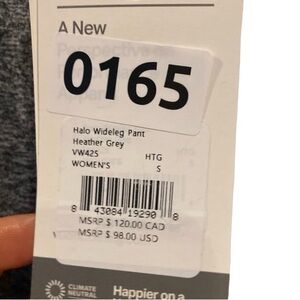 A New
0165
Halo Wideleg Pant
Heather Grey
VW425 HTG
WOMEN'S S
8 43084 19290 8
MSRP $ 120.00 CAD
MSRP $ 98.00 USD
CLIMATE
NEUTRAL
Happier on a